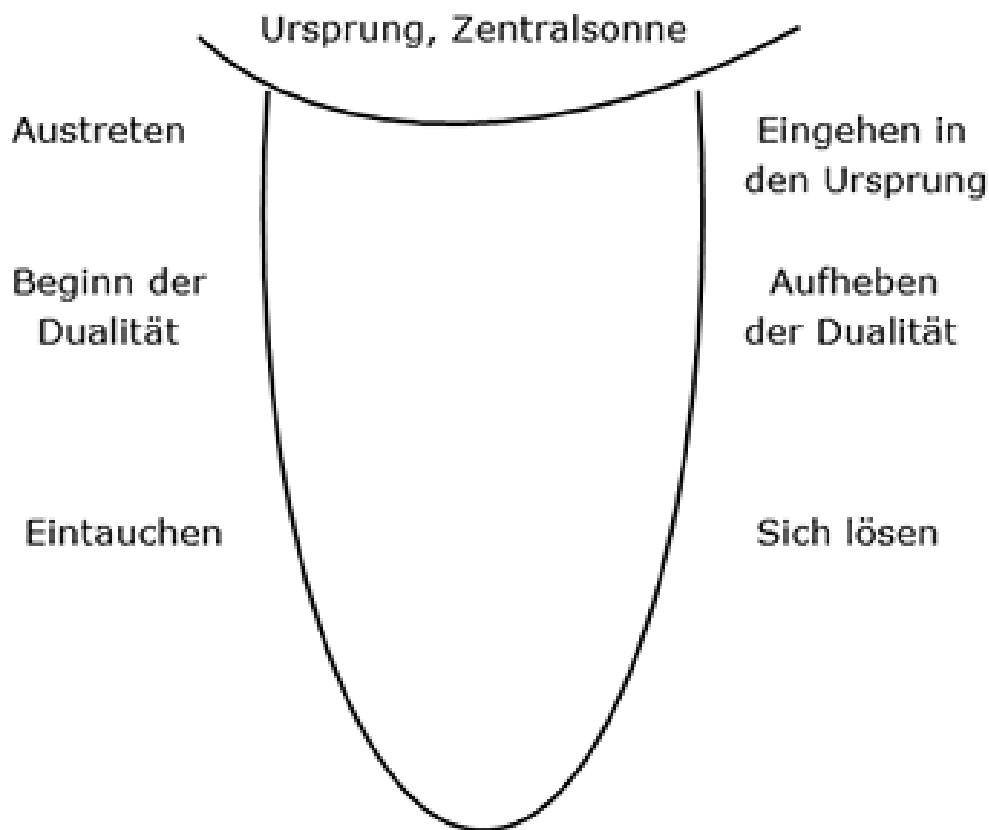 Ursprung, Zentralsonne
Austreten
Eingehen in
den Ursprung
Beginn der
Dualität
Aufheben
der Dualität
Eintauchen
Sich lösen